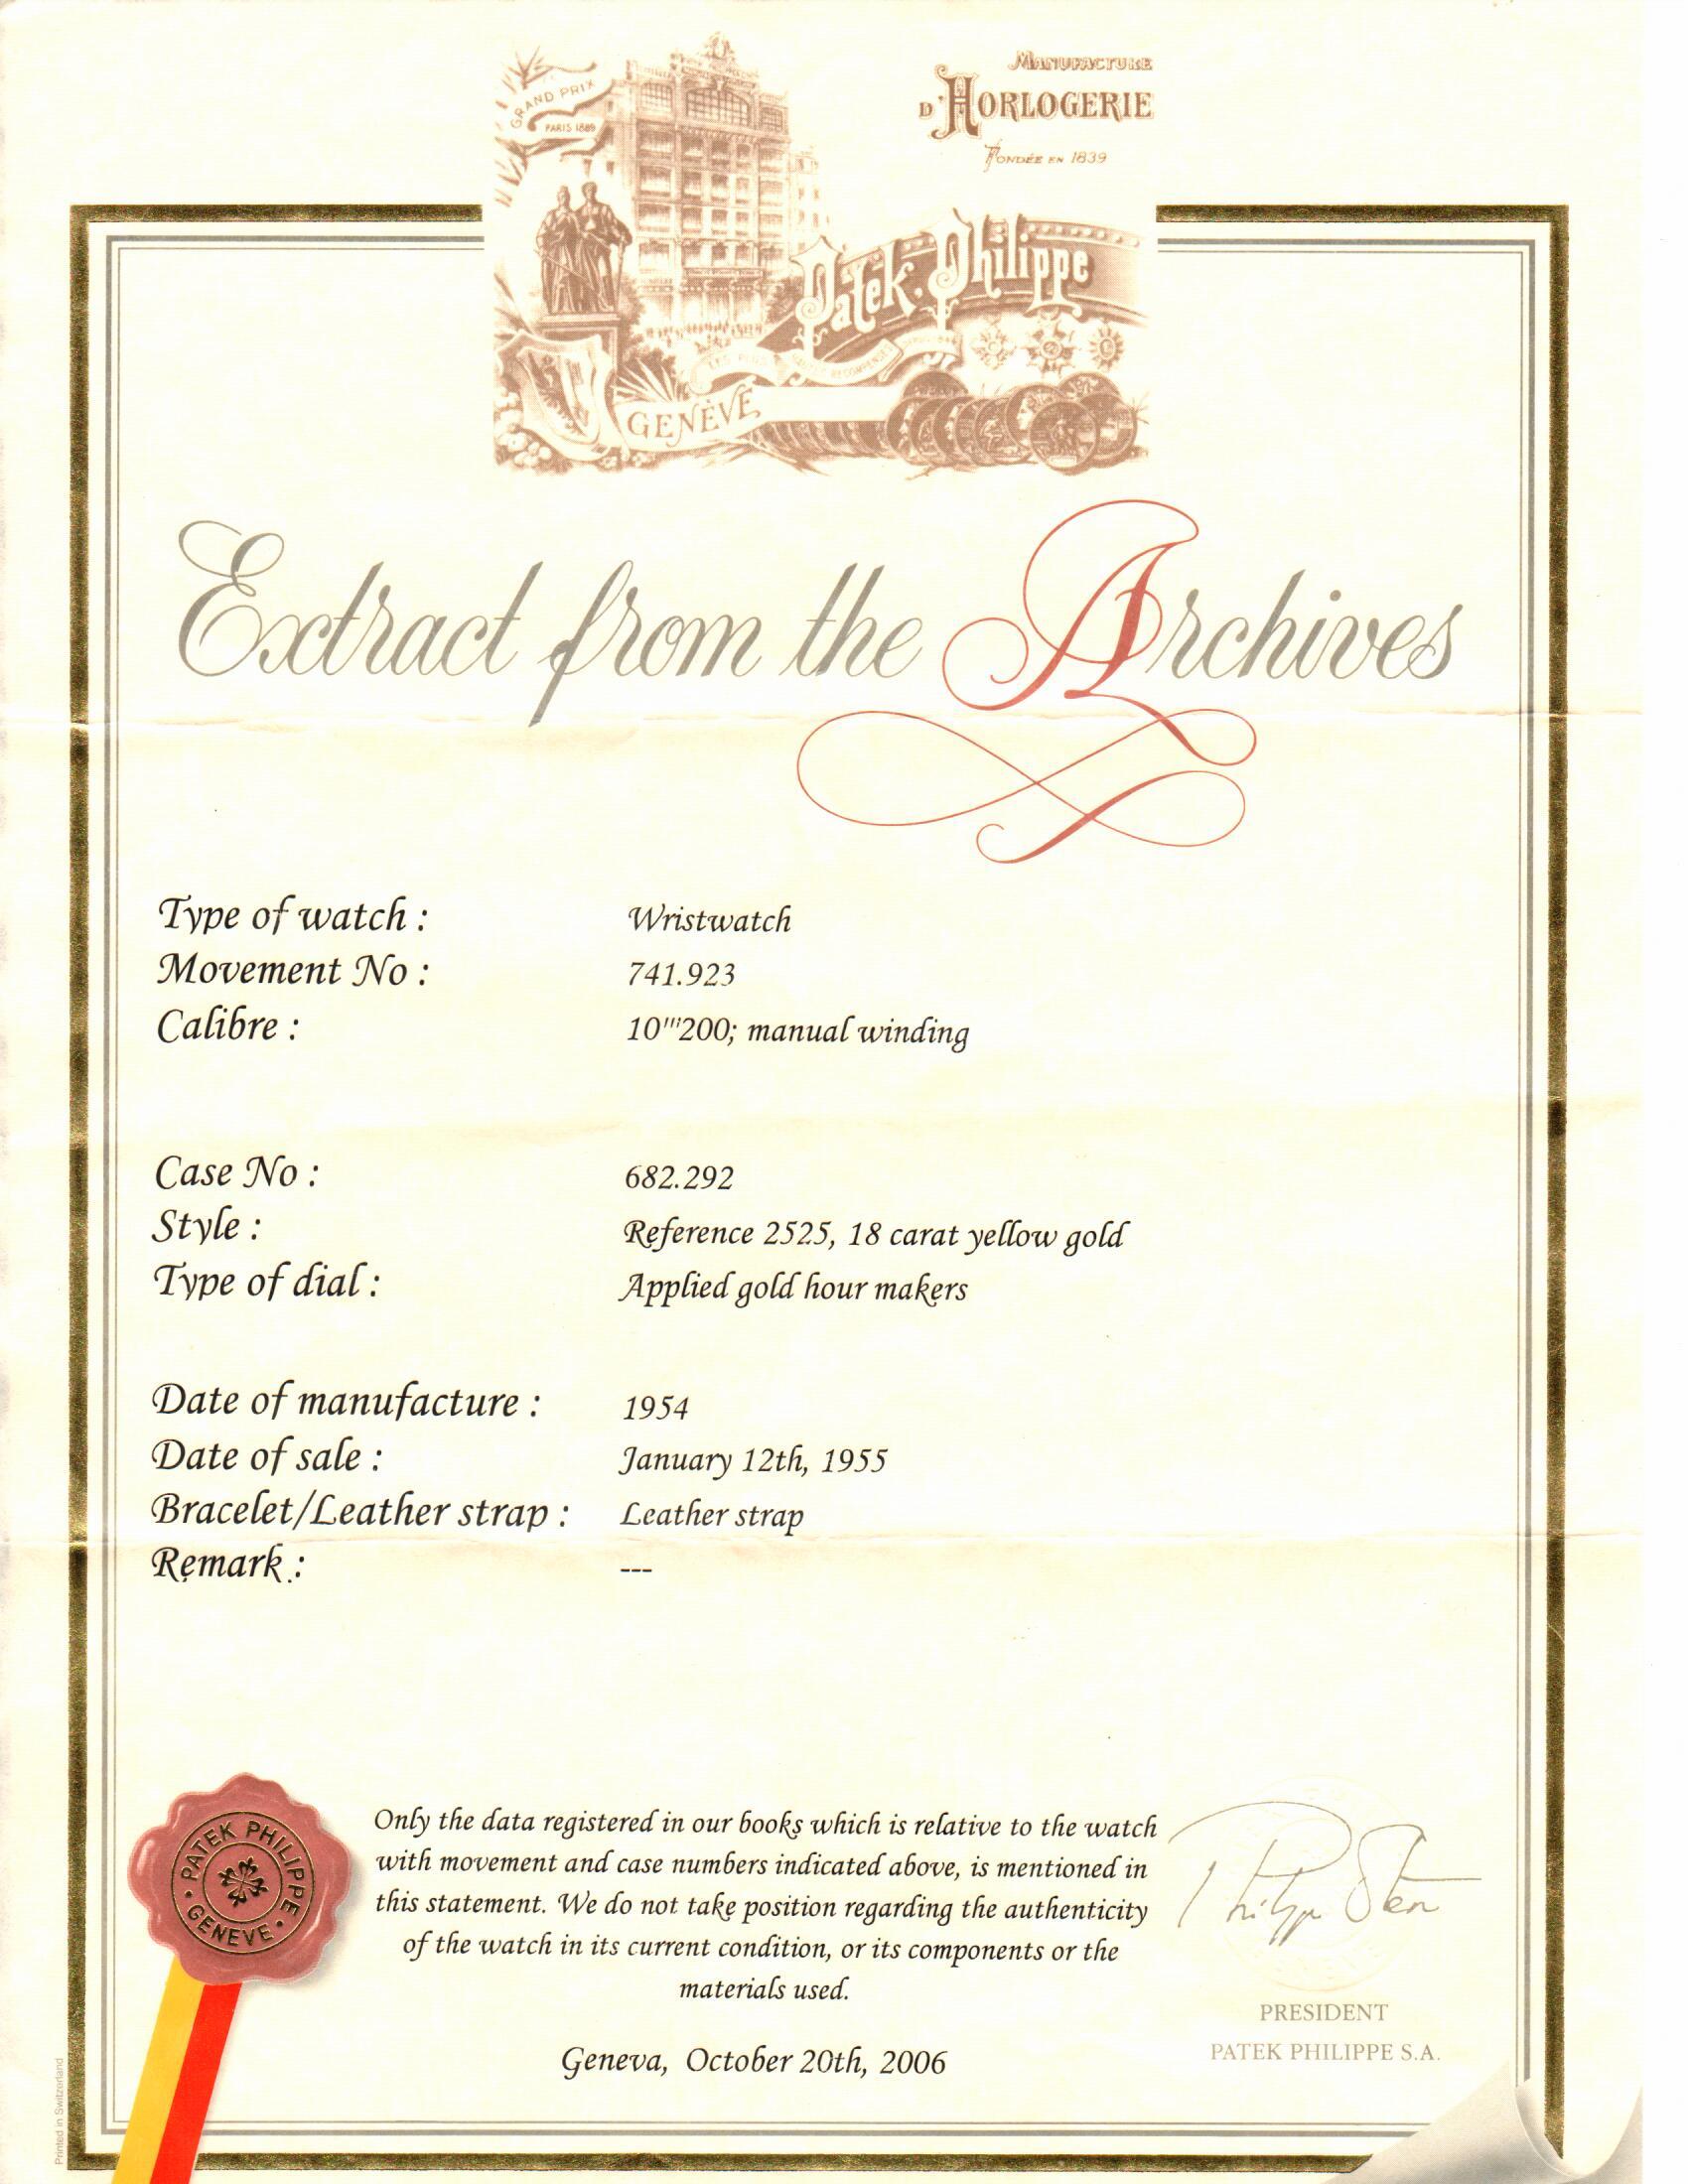 GRAND PRIX
PARIS 1889
MANUFACTURE
D'HORLOGERIE
FONDÉE EN 1839
Patek. Philippe
LES PLUS HAUTES RECOMPENSES
GENÈVE
Extract from the Archives
Type of watch : Wristwatch
Movement No : 741.923
Calibre : 10'''200; manual winding
Case No : 682.292
Style : Reference 2525, 18 carat yellow gold
Type of dial : Applied gold hour makers
Date of manufacture : 1954
Date of sale : January 12th, 1955
Bracelet/Leather strap : Leather strap
Remark : ---
Only the data registered in our books which is relative to the watch
with movement and case numbers indicated above, is mentioned in
this statement. We do not take position regarding the authenticity
of the watch in its current condition, or its components or the
materials used.
Geneva, October 20th, 2006
PATEK PHILIPPE
GENEVE
Philippe Stern
PRESIDENT
PATEK PHILIPPE S.A.
Printed in Switzerland